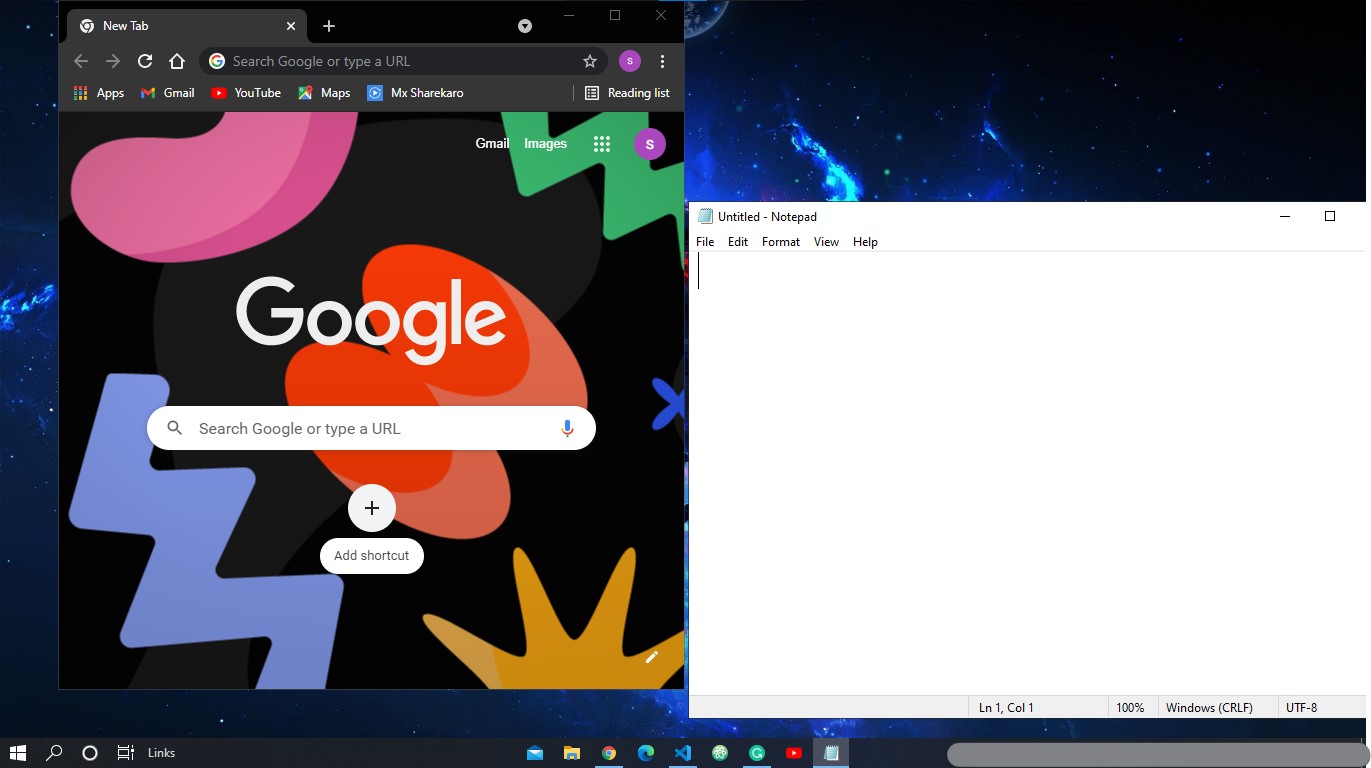 New Tab
Search Google or type a URL
S
Apps Gmail YouTube Maps Mx Sharekaro Reading list
Gmail Images S
Google
Search Google or type a URL
Add shortcut
Untitled - Notepad
File Edit Format View Help
Ln 1, Col 1 100% Windows (CRLF) UTF-8
Links